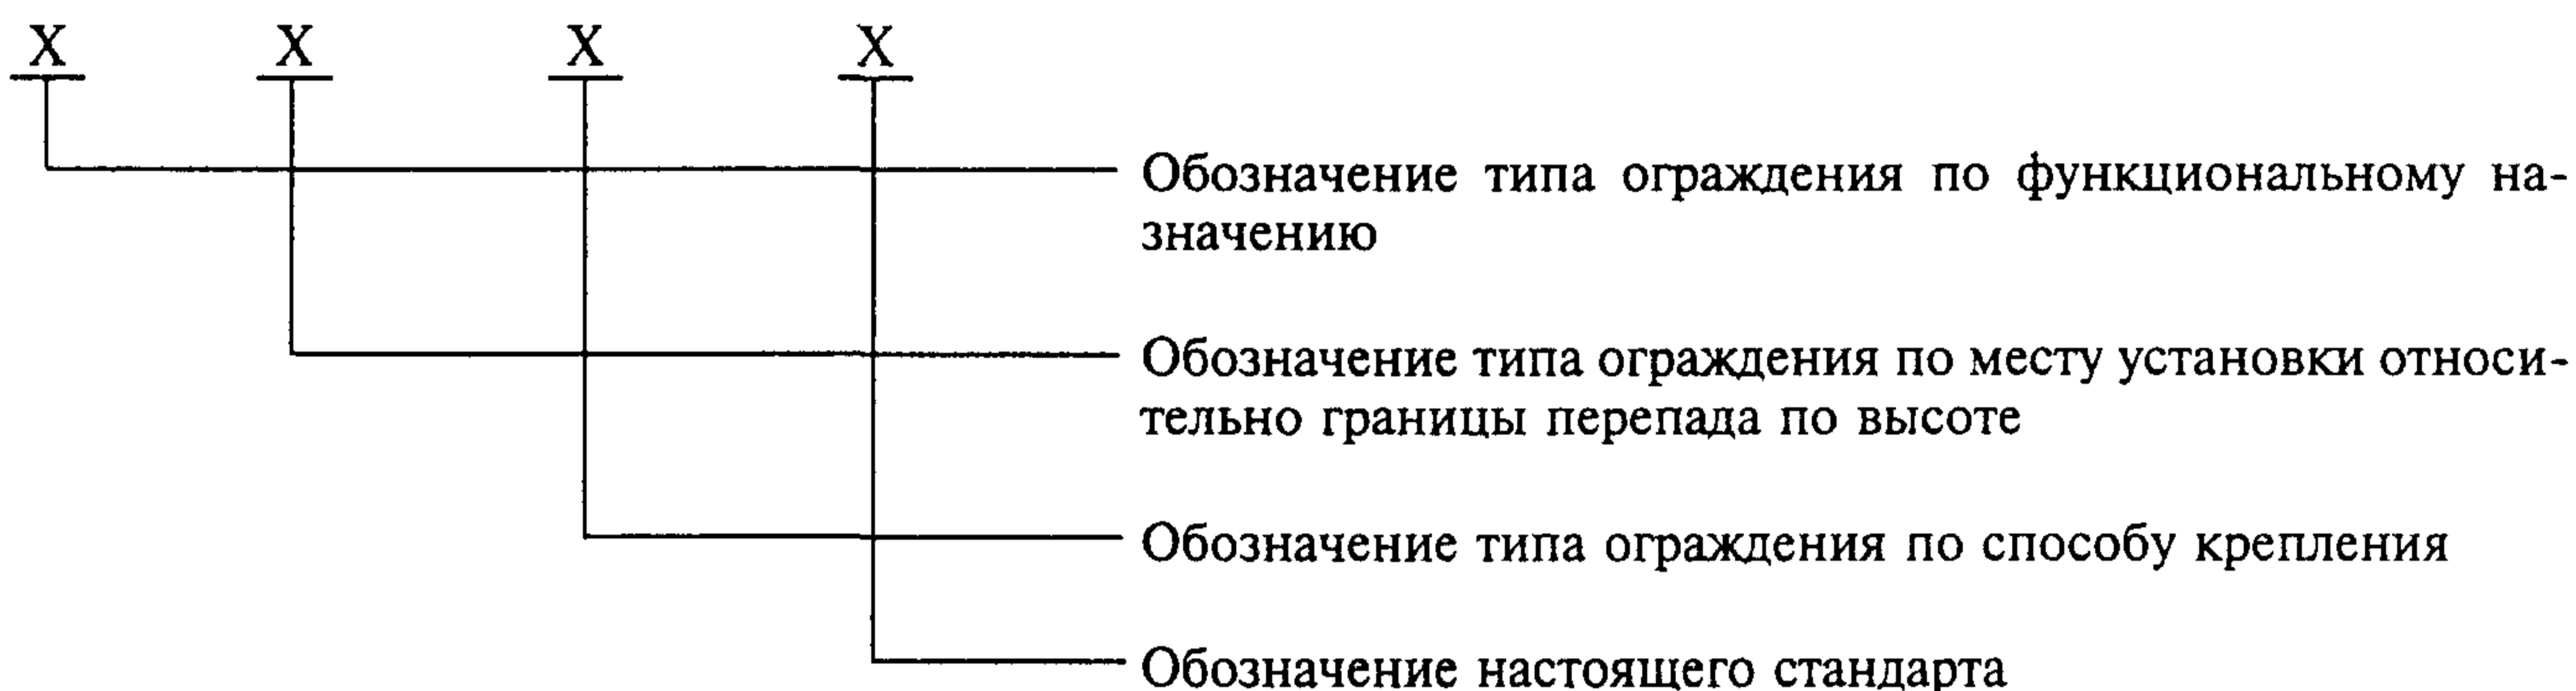 X X X X
Обозначение типа ограждения по функциональному на-
значению
Обозначение типа ограждения по месту установки относи-
тельно границы перепада по высоте
Обозначение типа ограждения по способу крепления
Обозначение настоящего стандарта